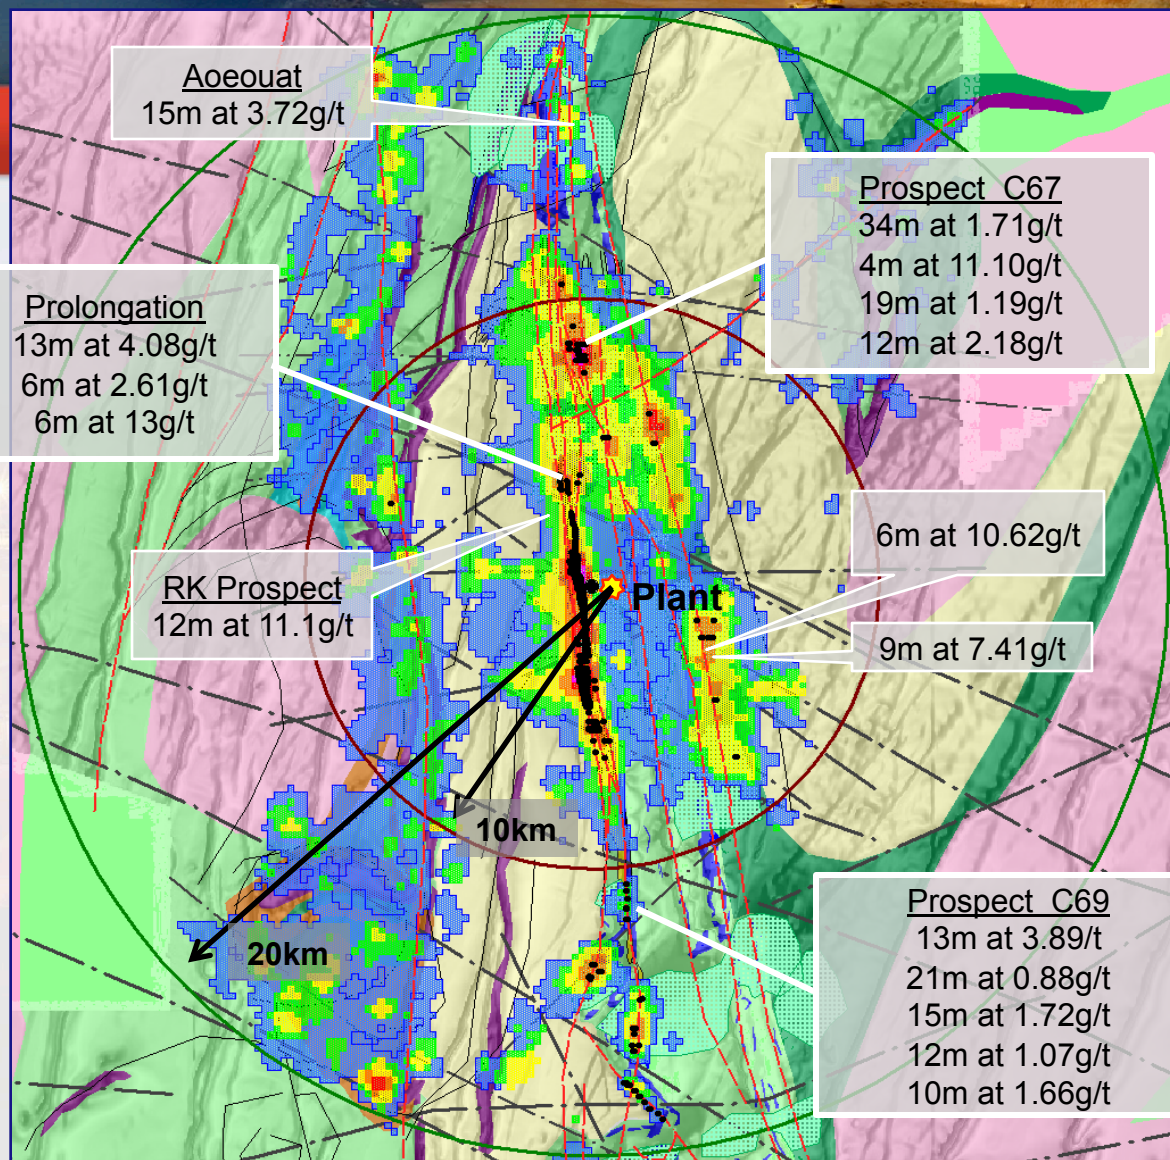 Aoeouat
15m at 3.72g/t
Prospect C67
34m at 1.71g/t
4m at 11.10g/t
19m at 1.19g/t
12m at 2.18g/t
Prolongation
13m at 4.08g/t
6m at 2.61g/t
6m at 13g/t
6m at 10.62g/t
RK Prospect
12m at 11.1g/t
Plant
9m at 7.41g/t
10km
20km
Prospect C69
13m at 3.89/t
21m at 0.88g/t
15m at 1.72g/t
12m at 1.07g/t
10m at 1.66g/t